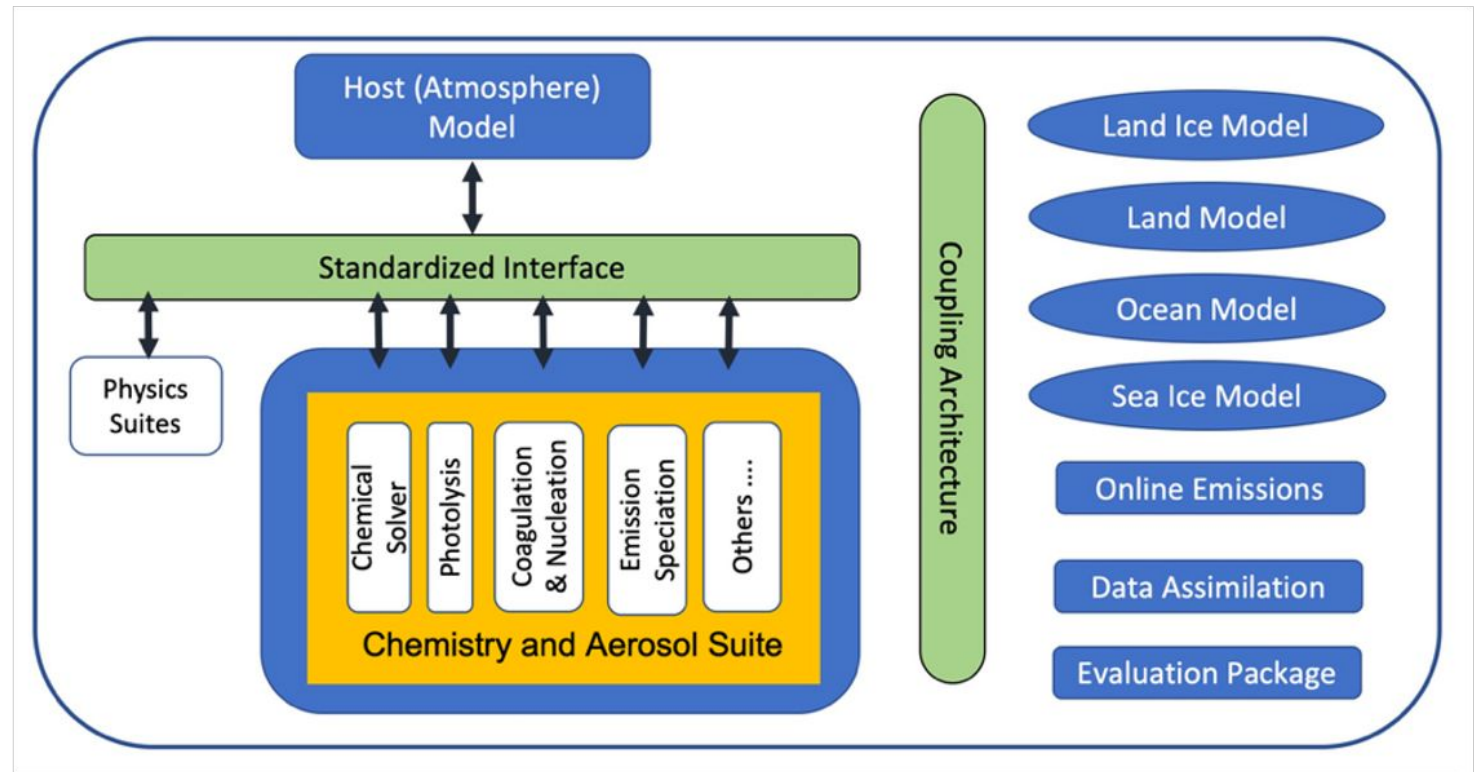 Host (Atmosphere)
Model
Standardized Interface
Physics
Suites
Chemical
Solver
Photolysis
Coagulation
& Nucleation
Emission
Speciation
Others ....
Chemistry and Aerosol Suite
Coupling Architecture
Land Ice Model
Land Model
Ocean Model
Sea Ice Model
Online Emissions
Data Assimilation
Evaluation Package